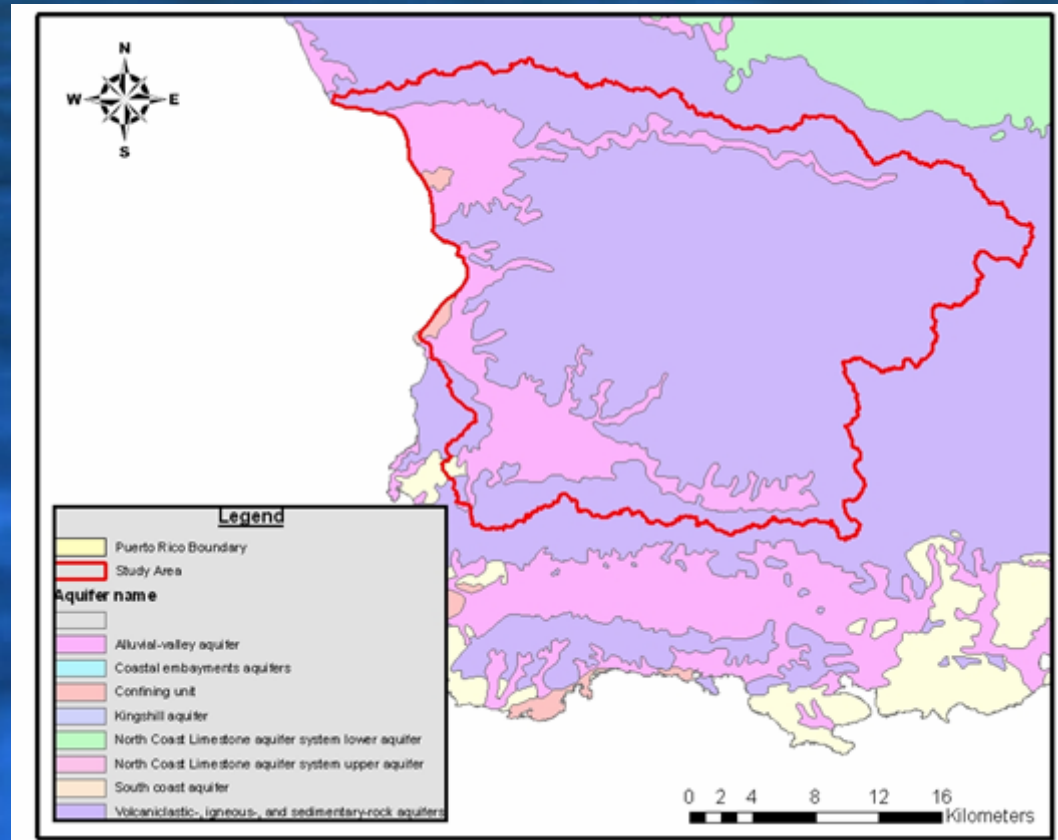 N
W E
S
Legend
Puerto Rico Boundary
Study Area
Aquifer name
Alluvial-valley aquifer
Coastal embayments aquifers
Confining unit
Kingshill aquifer
North Coast Limestone aquifer system lower aquifer
North Coast Limestone aquifer system upper aquifer
South coast aquifer
Volcaniclastic-, igneous-, and sedimentary-rock aquifers
0 2 4 8 12 16
Kilometers